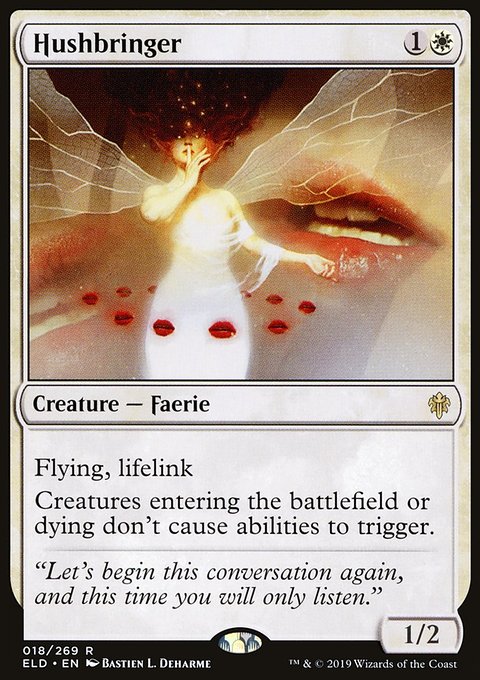 Hushbringer 1
Creature — Faerie
Flying, lifelink
Creatures entering the battlefield or
dying don't cause abilities to trigger.
"Let's begin this conversation again,
and this time you will only listen."
1/2
018/269 R
ELD • EN Bastien L. Deharme
™ & © 2019 Wizards of the Coast